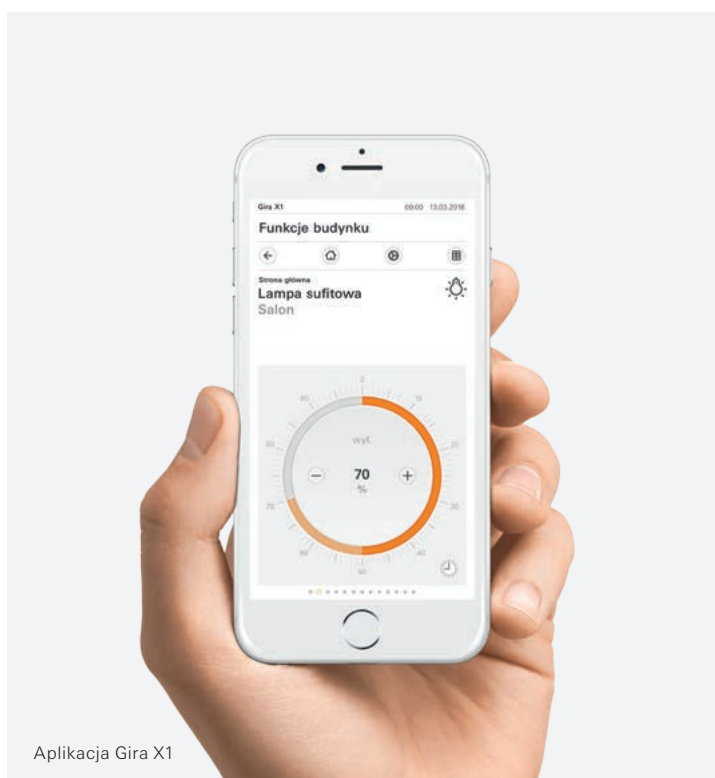 Gira X1 09:00 13.03.2018
Funkcje budynku
Strona główna
Lampa sufitowa
Salon
0
90 10
80 wył. 20
70
%
70 30
60 40
50
Aplikacja Gira X1